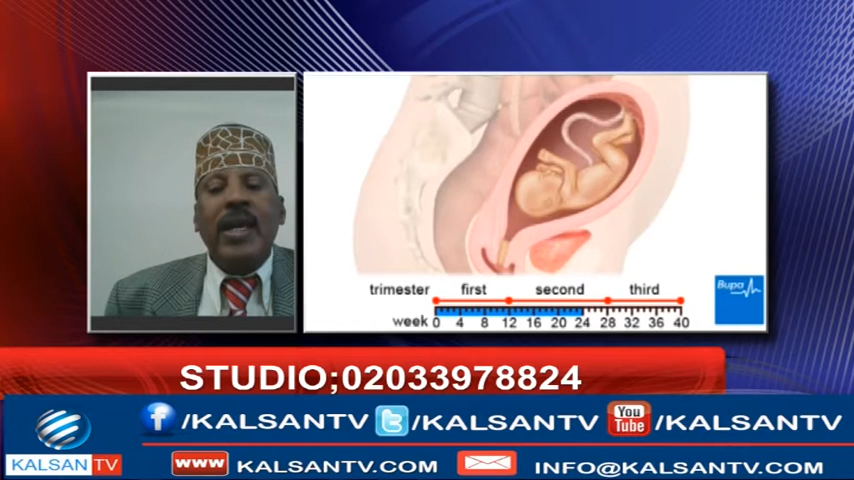 trimester first second third
Bupa
week 0 4 8 12 16 20 24 28 32 36 40
STUDIO;02033978824
f /KALSANTV t /KALSANTV You Tube /KALSANTV
KALSAN TV
www KALSANTV.COM INFO@KALSANTV.COM